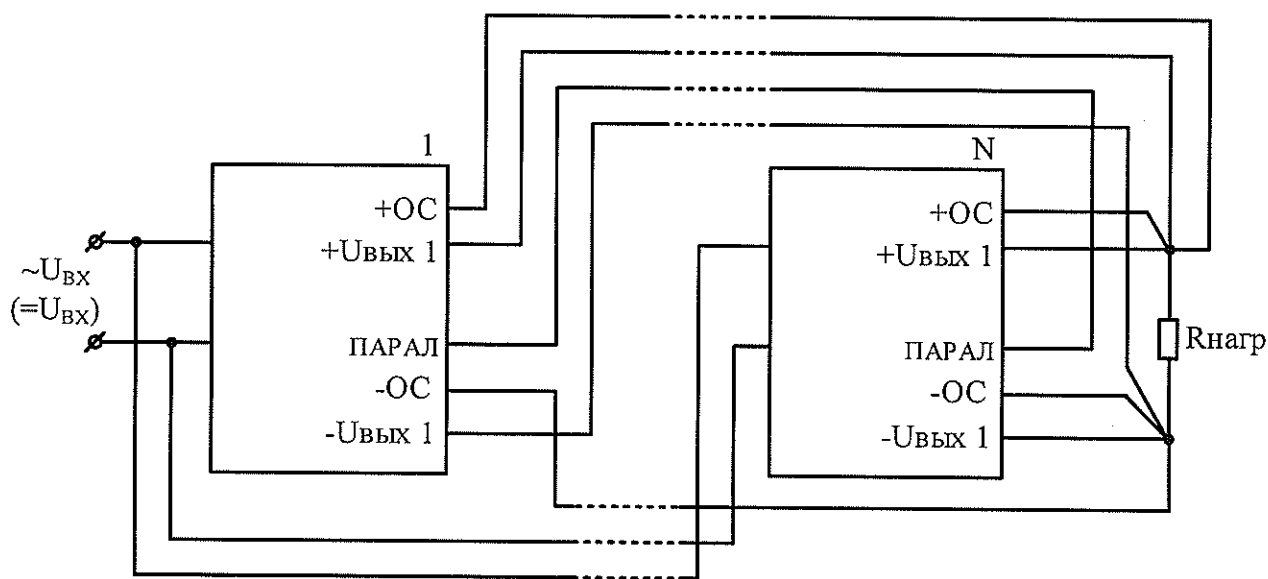 1
+ОС
+Uвых 1
ПАРАЛ
-ОС
-Uвых 1
~Uвх
(=Uвх)
N
+ОС
+Uвых 1
ПАРАЛ
-ОС
-Uвых 1
Rнагр